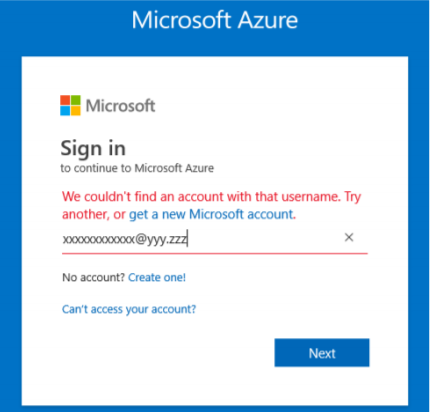 Microsoft Azure
Microsoft
Sign in
to continue to Microsoft Azure
We couldn't find an account with that username. Try
another, or get a new Microsoft account.
xxxxxxxxxxxx@yyy.zzz
No account? Create one!
Can't access your account?
Next